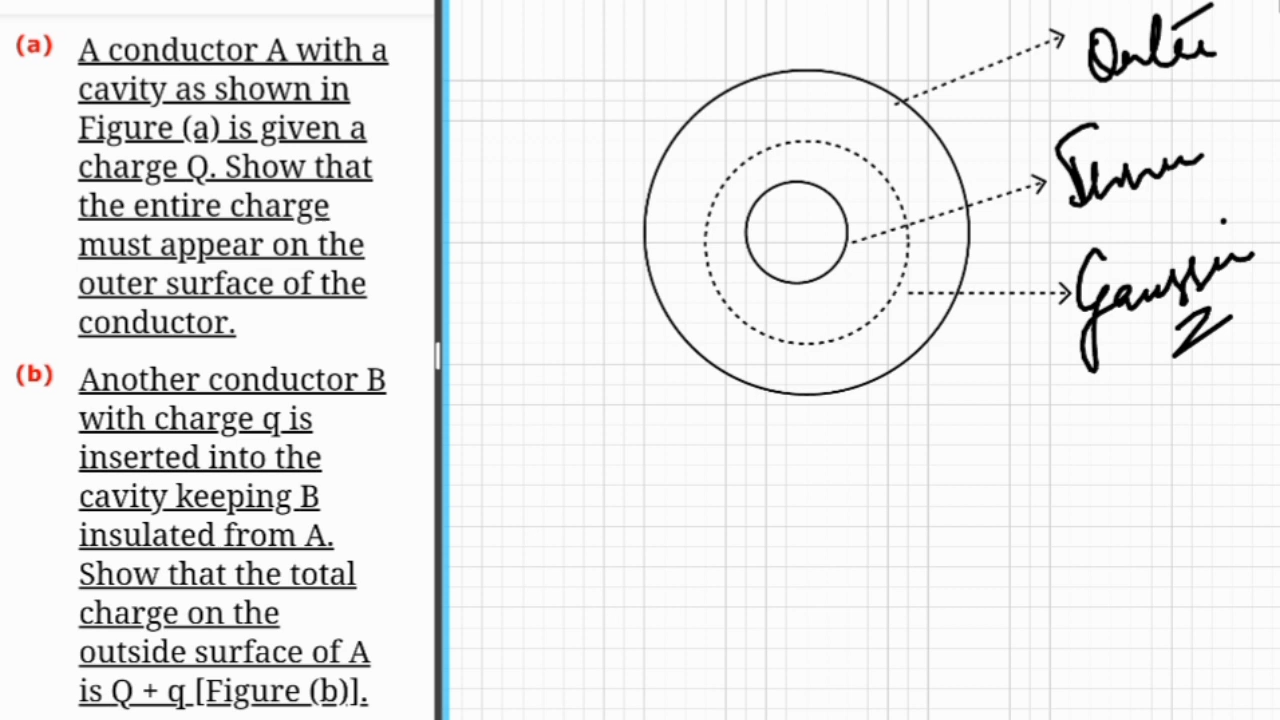 (a) A conductor A with a
cavity as shown in
Figure (a) is given a
charge Q. Show that
the entire charge
must appear on the
outer surface of the
conductor.
(b) Another conductor B
with charge q is
inserted into the
cavity keeping B
insulated from A.
Show that the total
charge on the
outside surface of A
is Q + q [Figure (b)].
Outer
Inner